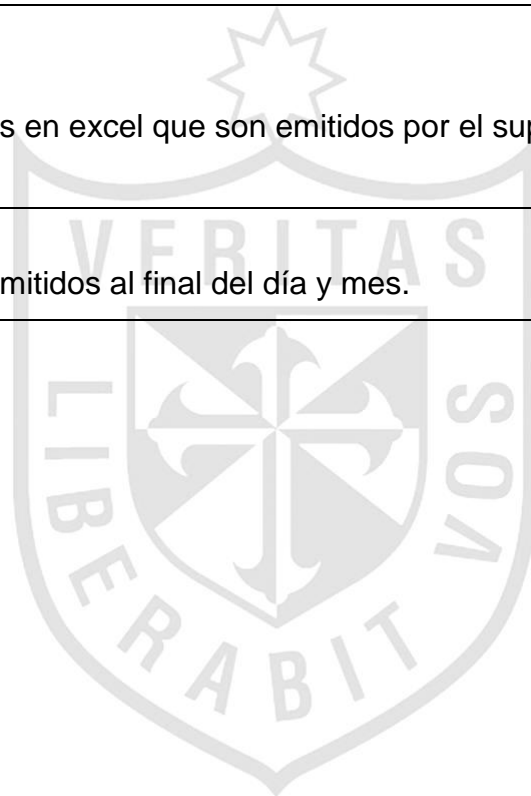 s en excel que son emitidos por el sup
VERITAS
mitidos al final del día y mes.
LIBERABIT VOS